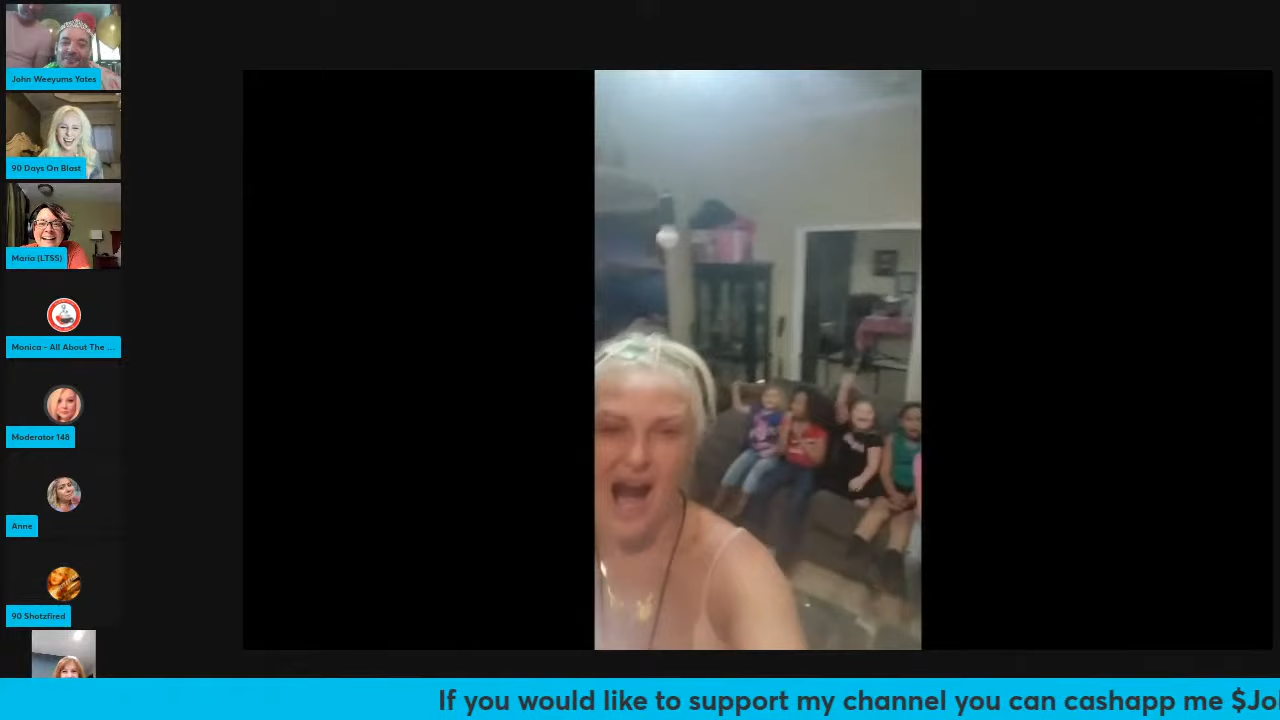 John Weeyums Yates
90 Days On Blast
Maria (LTSS)
Monica - All About The ...
Moderator 148
Anne
90 Shotzfired
If you would like to support my channel you can cashapp me $Jo